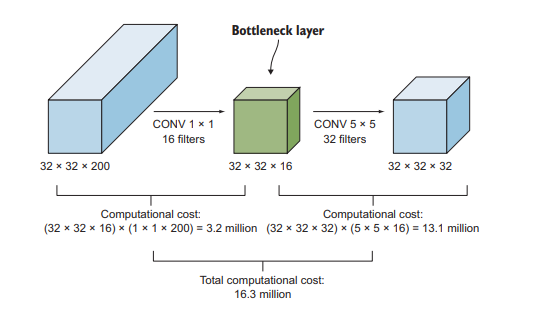 Bottleneck layer
CONV 1 × 1
16 filters
CONV 5 × 5
32 filters
32 × 32 × 200
32 × 32 × 16
32 × 32 × 32
Computational cost:
(32 × 32 × 16) × (1 × 1 × 200) = 3.2 million
Computational cost:
(32 × 32 × 32) × (5 × 5 × 16) = 13.1 million
Total computational cost:
16.3 million